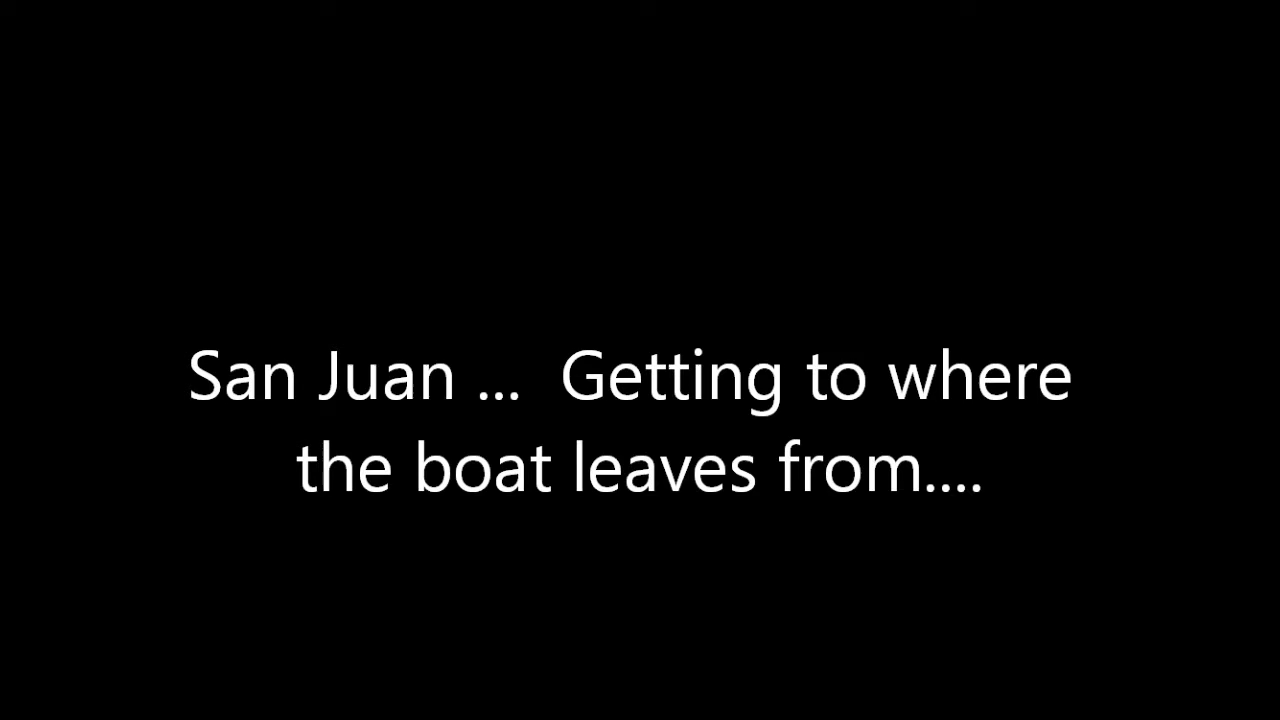 San Juan ...  Getting to where
the boat leaves from....